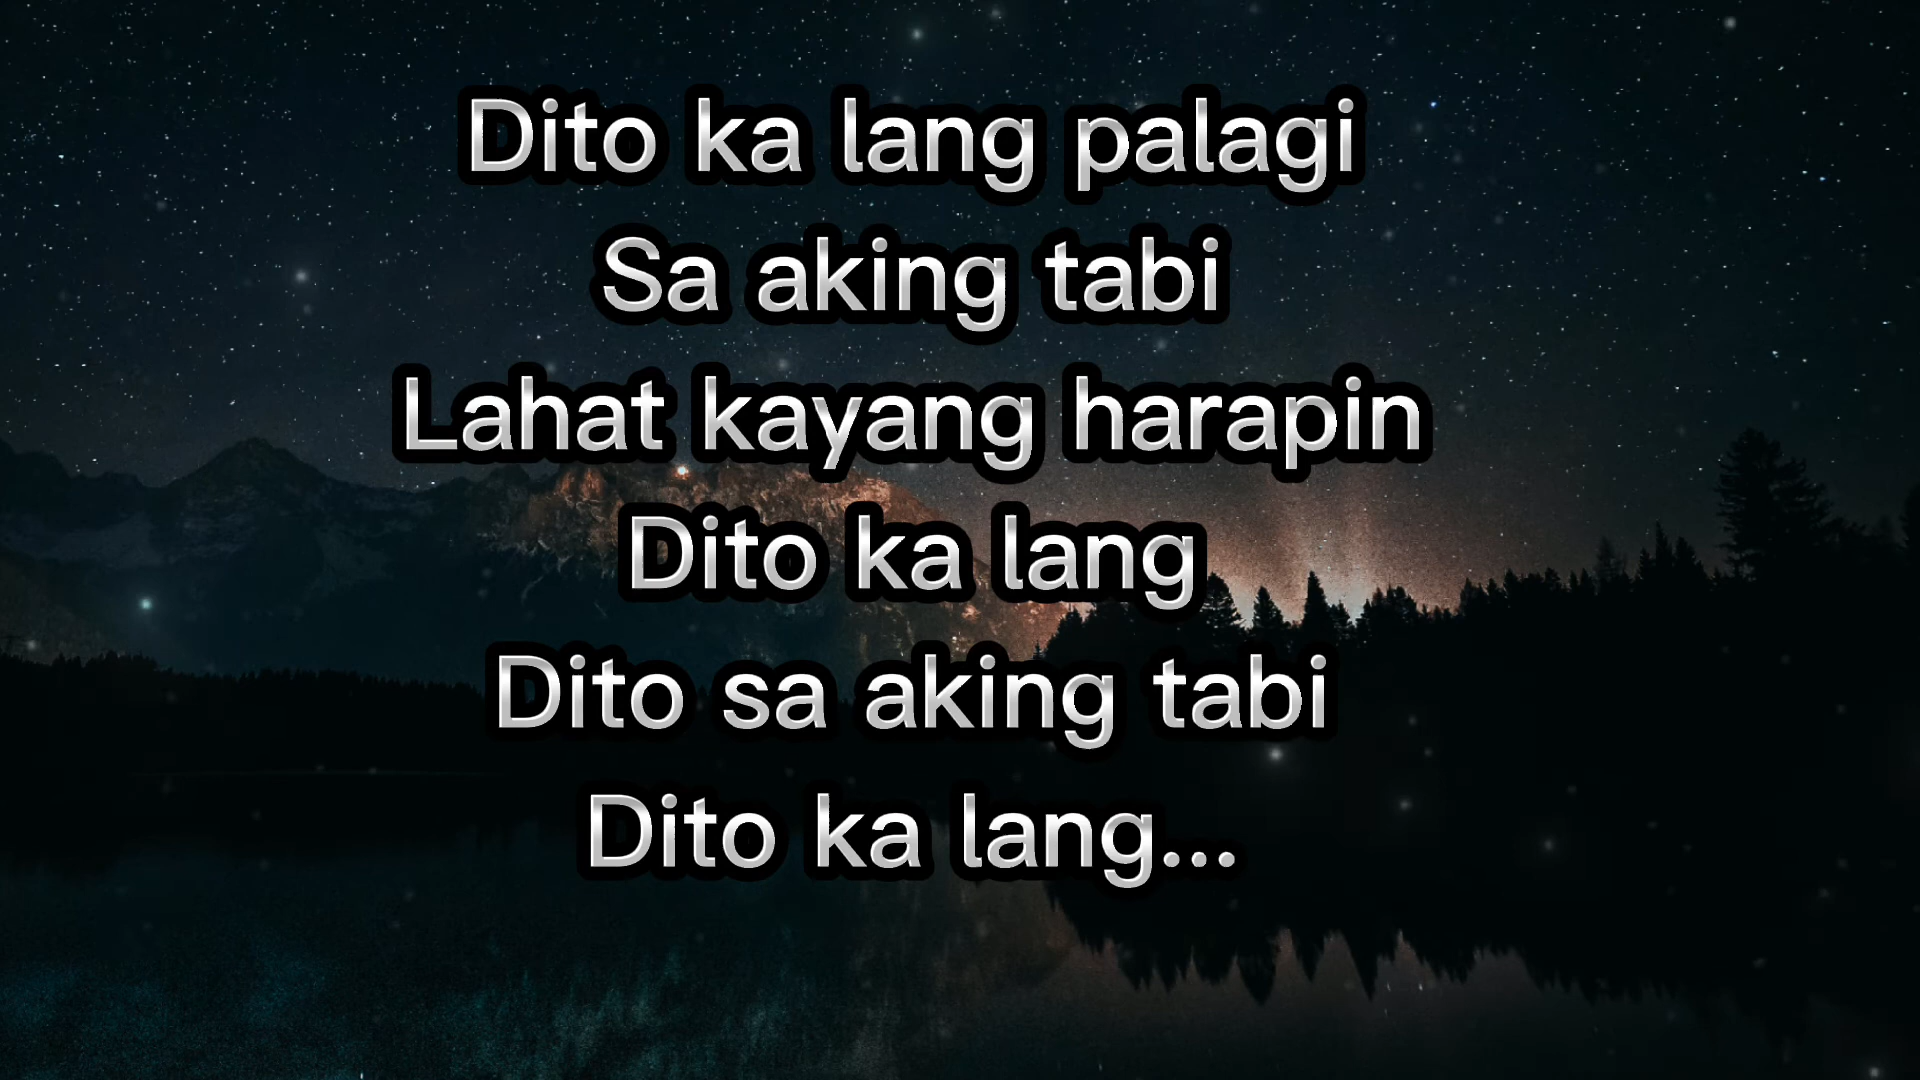 Dito ka lang palagi
Sa aking tabi
Lahat kayang harapin
Dito ka lang
Dito sa aking tabi
Dito ka lang...